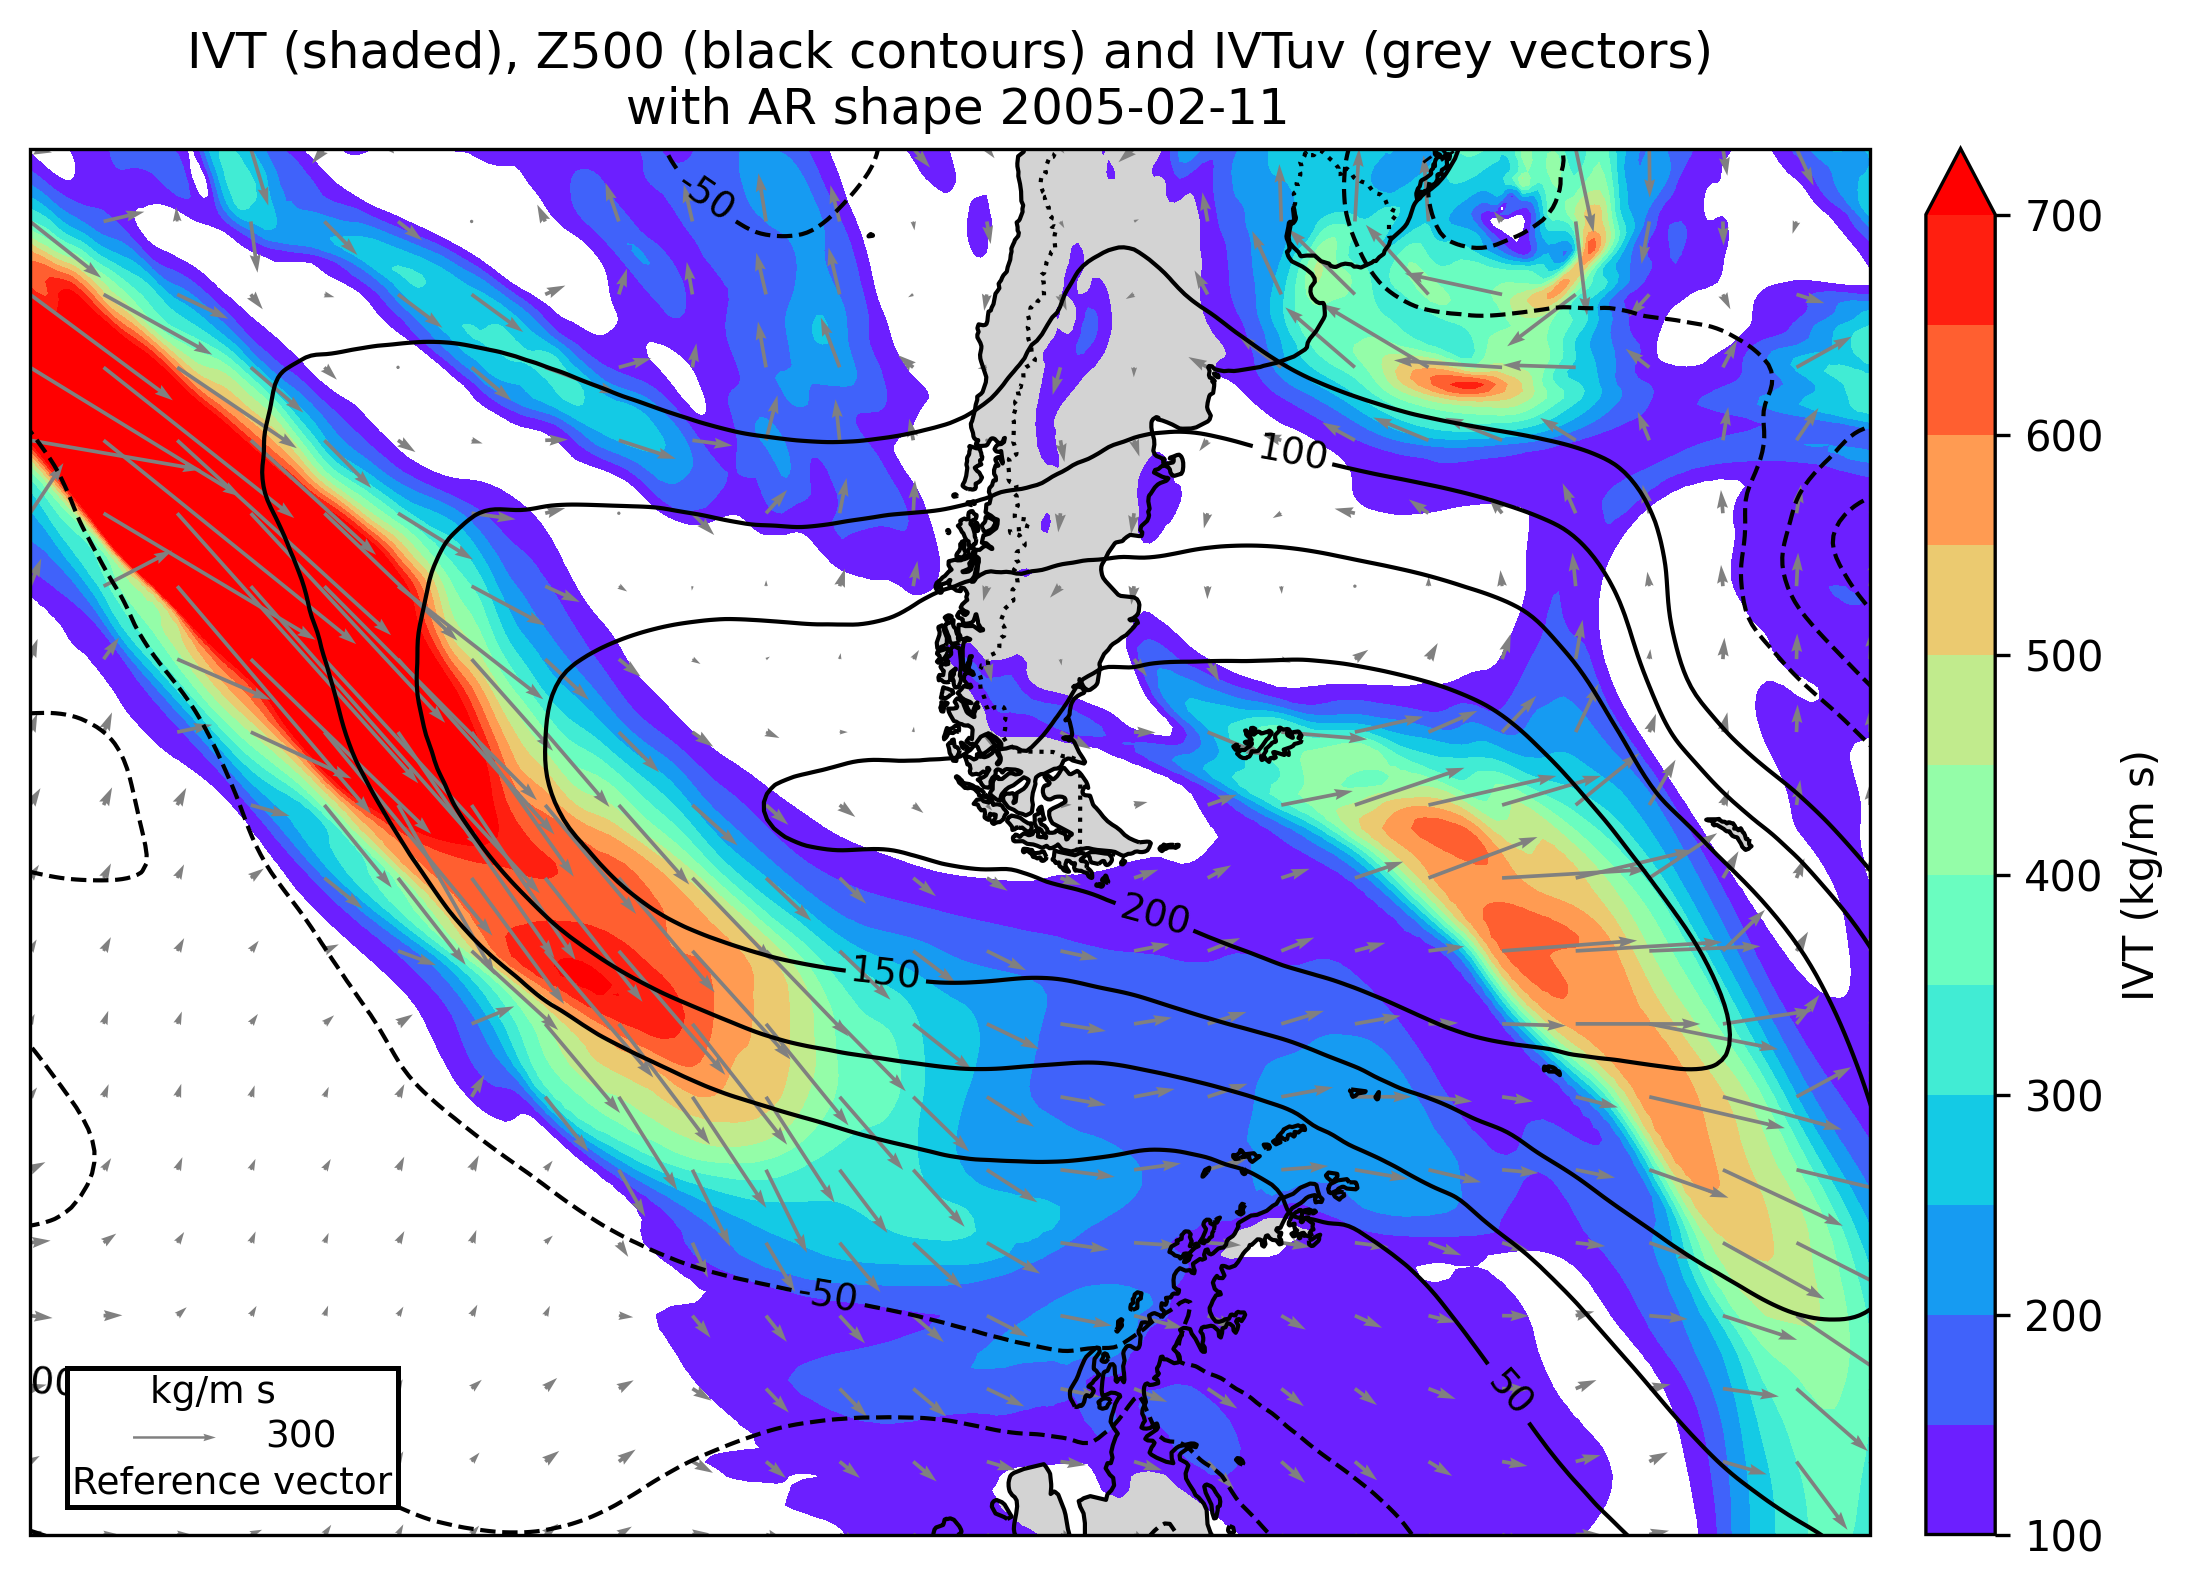 IVT (shaded), Z500 (black contours) and IVTuv (grey vectors)
with AR shape 2005-02-11
-50
100
200
150
-50
50
kg/m s
300
Reference vector
700
600
500
400
300
200
100
IVT (kg/m s)